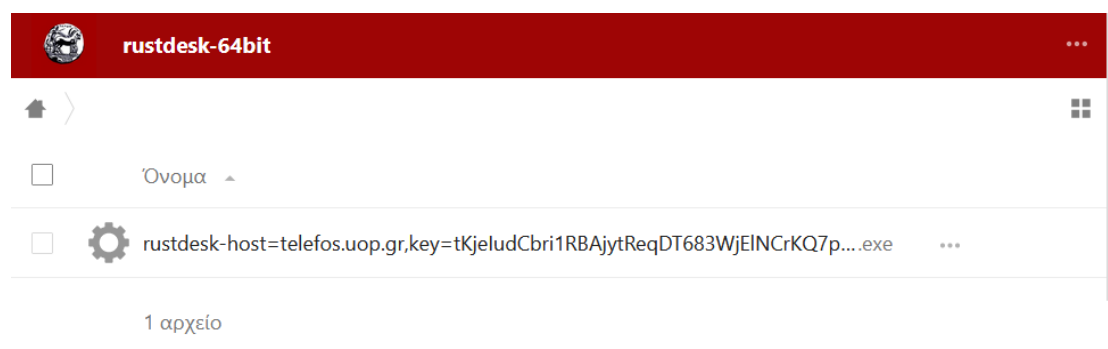 rustdesk-64bit
Όνομα
rustdesk-host=telefos.uop.gr,key=tKjeIudCbri1RBAjytReqDT683WjElNCrKQ7p....exe
1 αρχείο